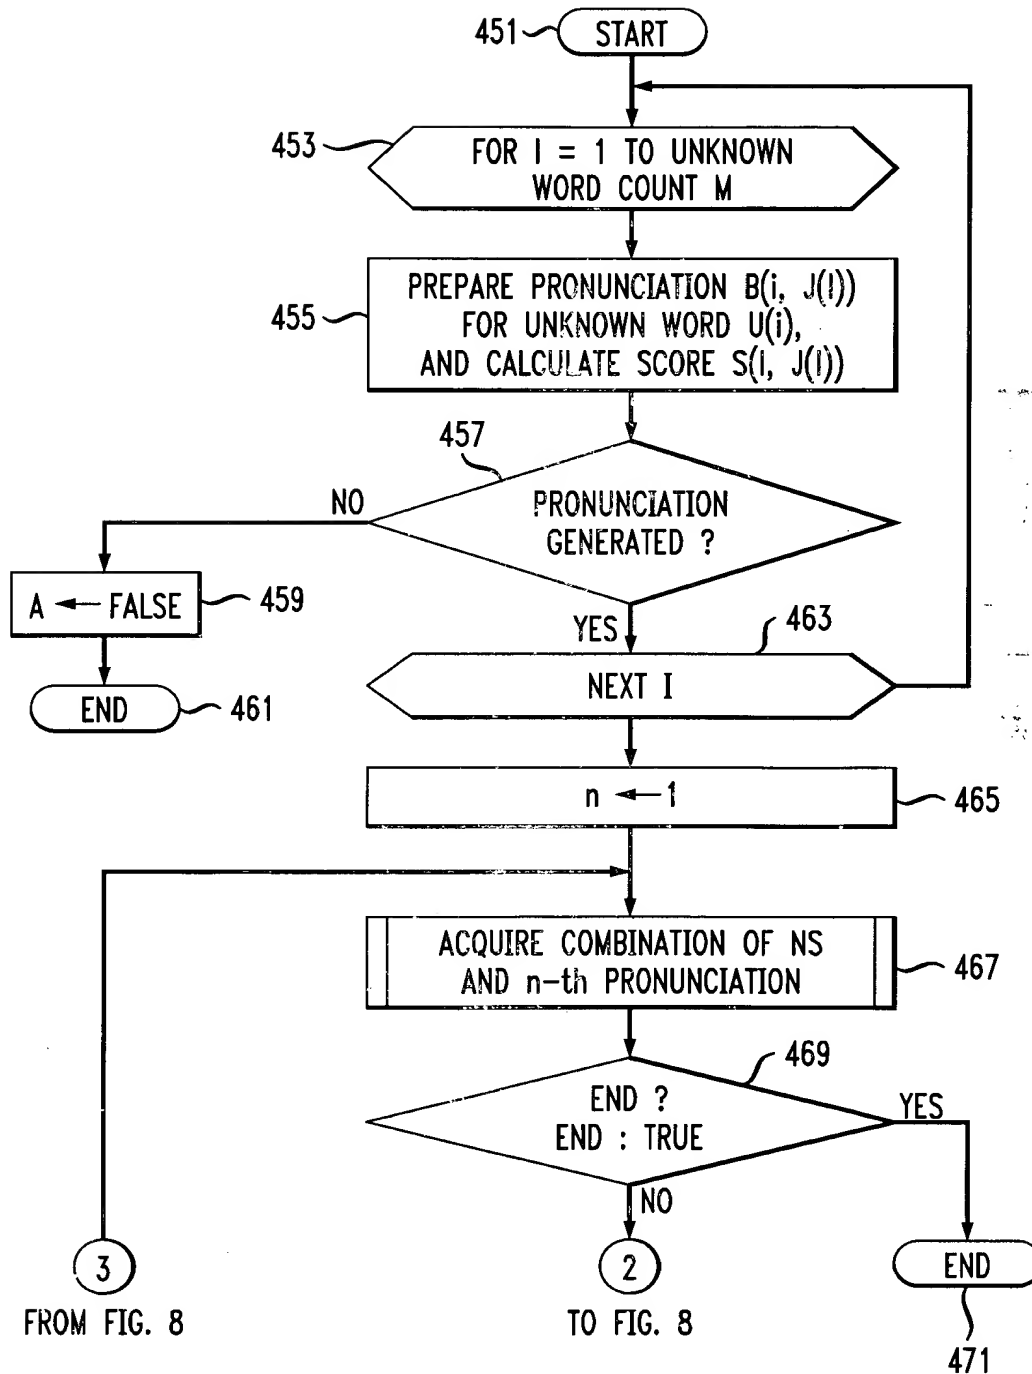 451
START
453
FOR I = 1 TO UNKNOWN
WORD COUNT M
455
PREPARE PRONUNCIATION B(i, J(I))
FOR UNKNOWN WORD U(i),
AND CALCULATE SCORE S(I, J(I))
457
NO
PRONUNCIATION
GENERATED ?
A ← FALSE
459
YES
463
END
461
NEXT I
n ← 1
465
ACQUIRE COMBINATION OF NS
AND n-th PRONUNCIATION
467
469
END ?
END : TRUE
YES
NO
3
2
END
FROM FIG. 8
TO FIG. 8
471